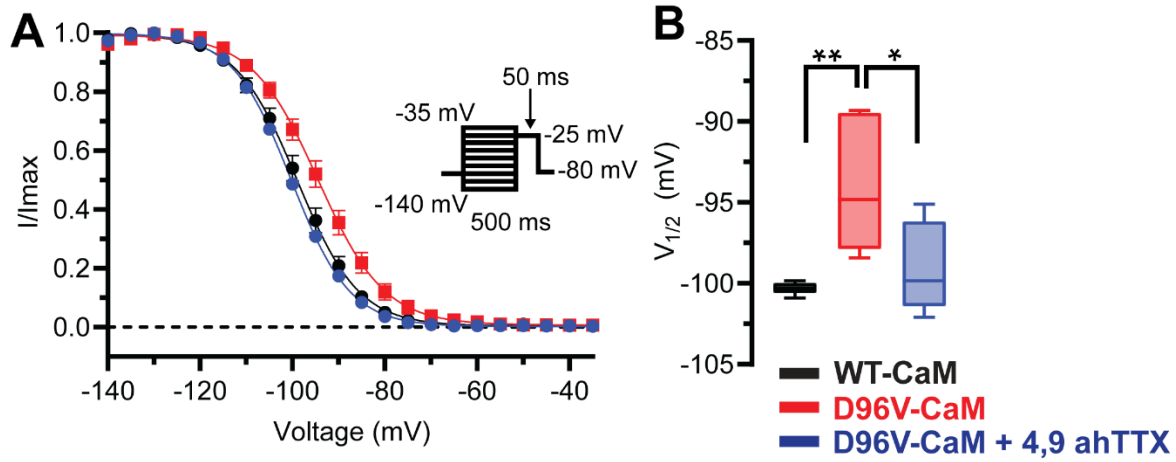 A
I/Imax
1.0
0.8
0.6
0.4
0.2
0.0
-140
-120
-100
-80
-60
-40
Voltage (mV)
50 ms
-35 mV
-25 mV
-80 mV
-140 mV
500 ms
B
V1/2 (mV)
-85
-90
-95
-100
-105
**
*
WT-CaM
D96V-CaM
D96V-CaM + 4,9 ahTTX